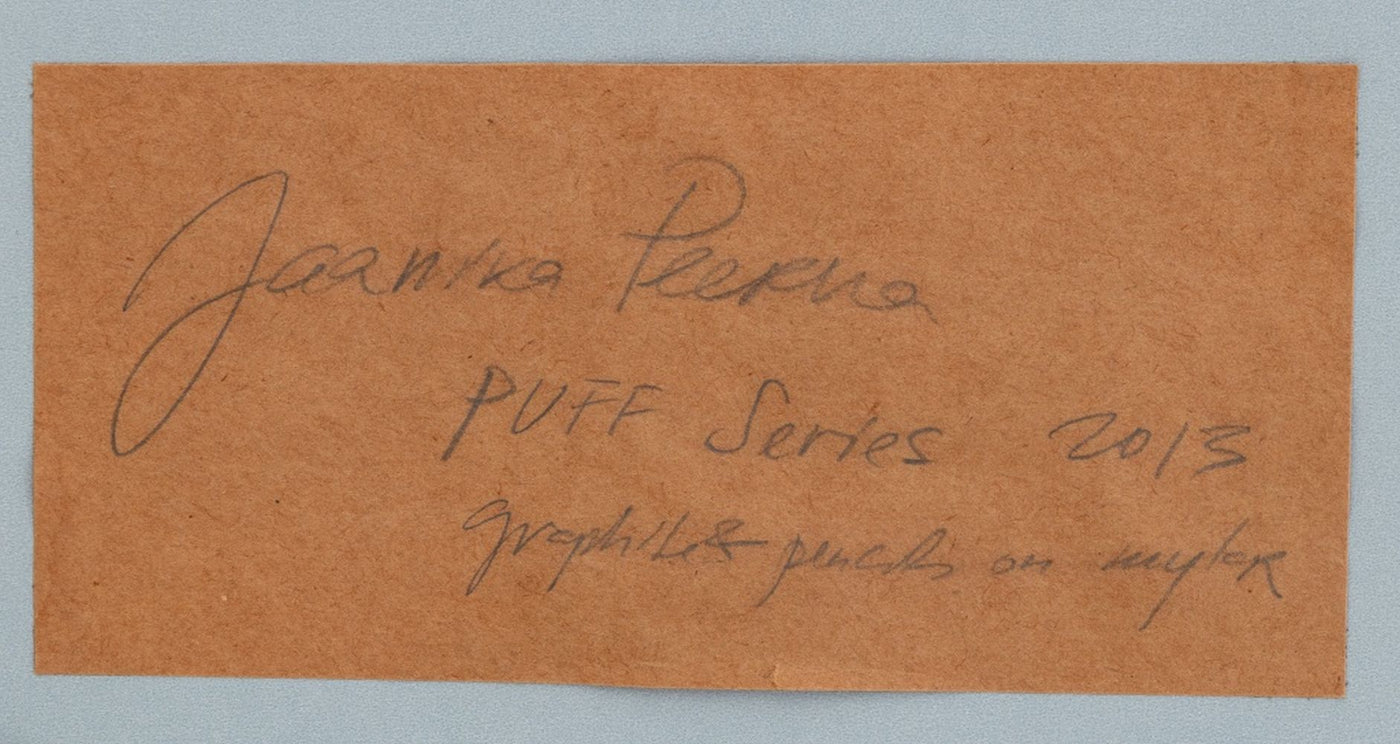 Jaanika Peerna
PUFF Series 2013
graphite & pencils on mylar